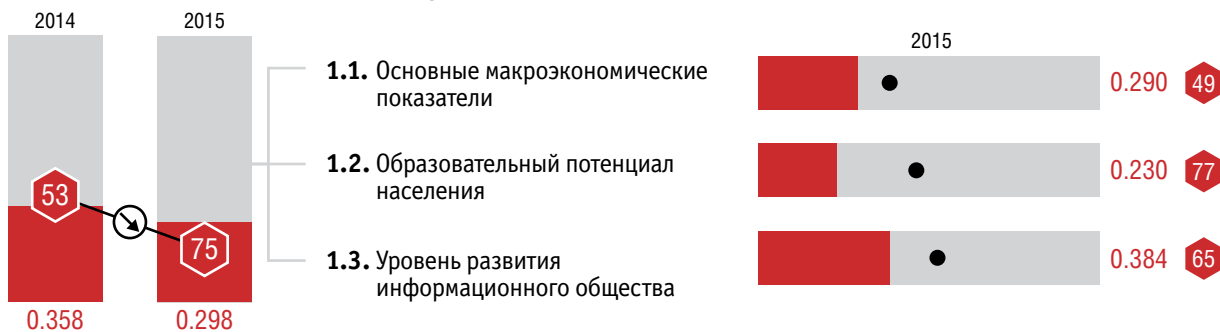 2014
2015
53
75
0.358
0.298
1.1. Основные макроэкономические
показатели
1.2. Образовательный потенциал
населения
1.3. Уровень развития
информационного общества
2015
0.290 49
0.230 77
0.384 65